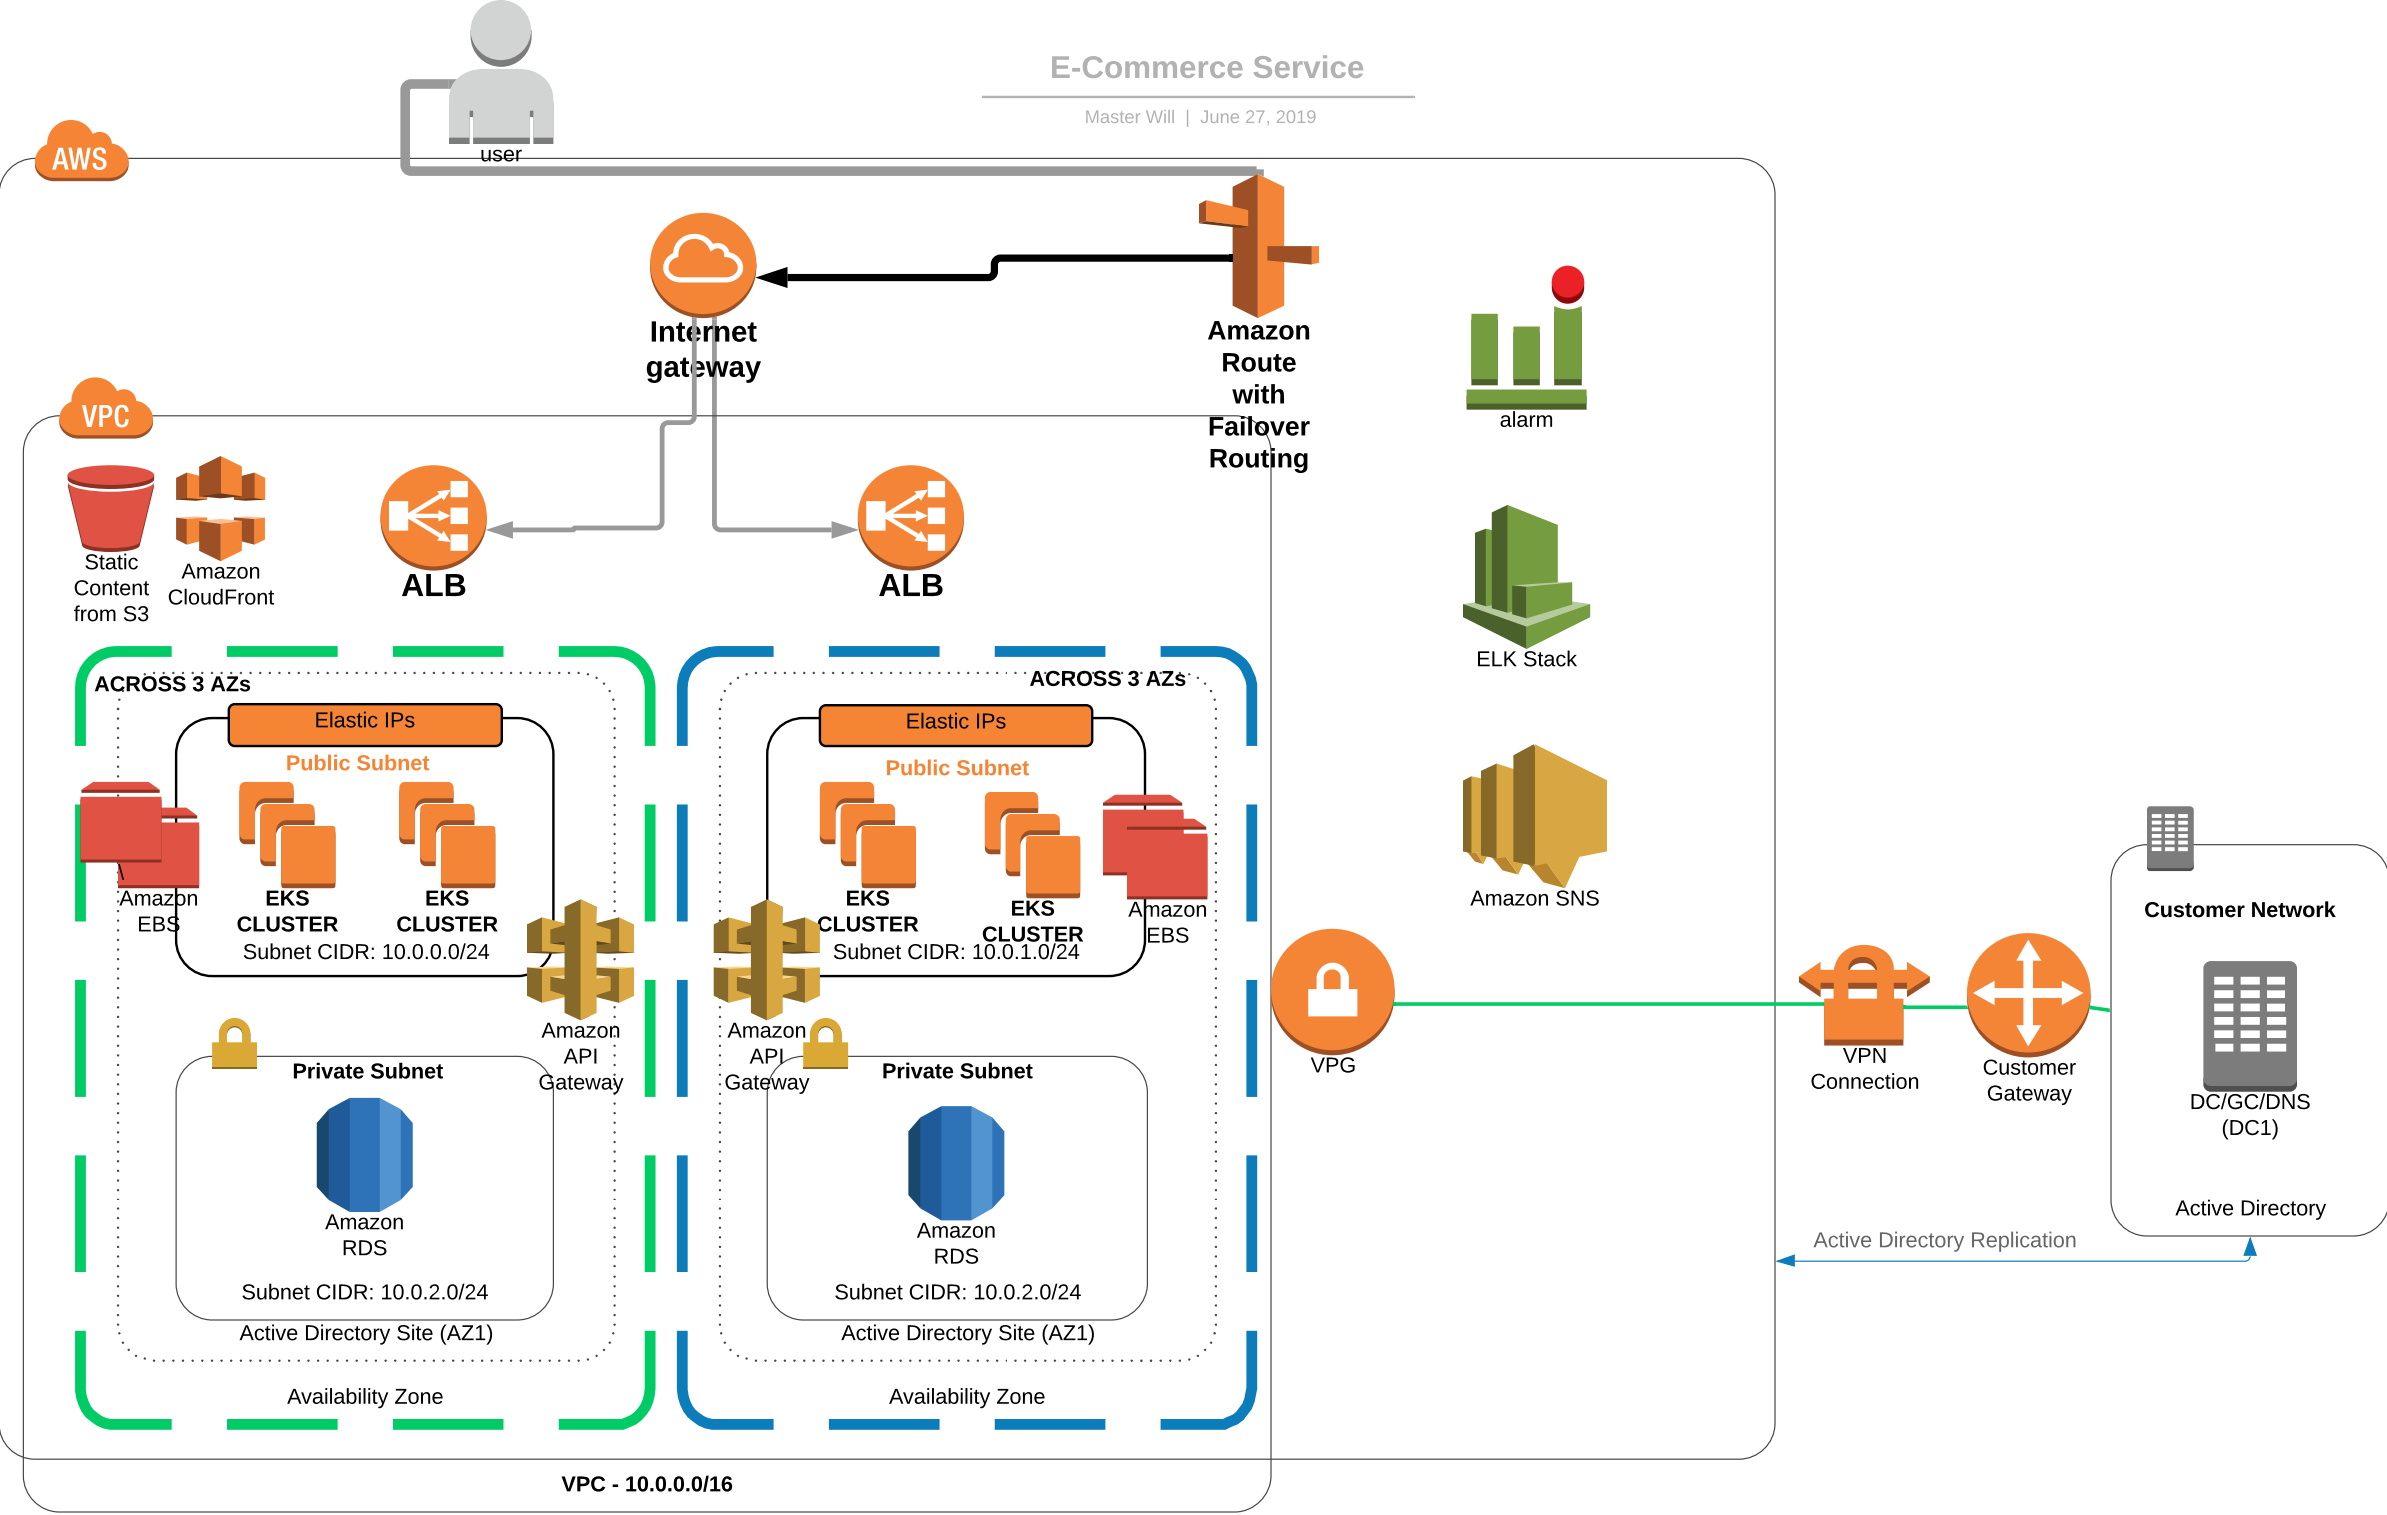 E-Commerce Service
Master Will | June 27, 2019
user
AWS
Internet
gateway
Amazon
Route
with
Failover
Routing
alarm
VPC
Static
Content
from S3
Amazon
CloudFront
ALB
ALB
ELK Stack
ACROSS 3 AZs
ACROSS 3 AZs
Elastic IPs
Public Subnet
EKS
CLUSTER
EKS
CLUSTER
Subnet CIDR: 10.0.0.0/24
\
Amazon
EBS
Amazon
API
Gateway
Private Subnet
Amazon
RDS
Subnet CIDR: 10.0.2.0/24
Active Directory Site (AZ1)
Availability Zone
Elastic IPs
Public Subnet
EKS
CLUSTER
EKS
CLUSTER
Subnet CIDR: 10.0.1.0/24
Amazon
EBS
Amazon
API
Gateway
Private Subnet
Amazon
RDS
Subnet CIDR: 10.0.2.0/24
Active Directory Site (AZ1)
Availability Zone
VPC - 10.0.0.0/16
Amazon SNS
VPG
VPN
Connection
Customer
Gateway
Customer Network
DC/GC/DNS
(DC1)
Active Directory
Active Directory Replication